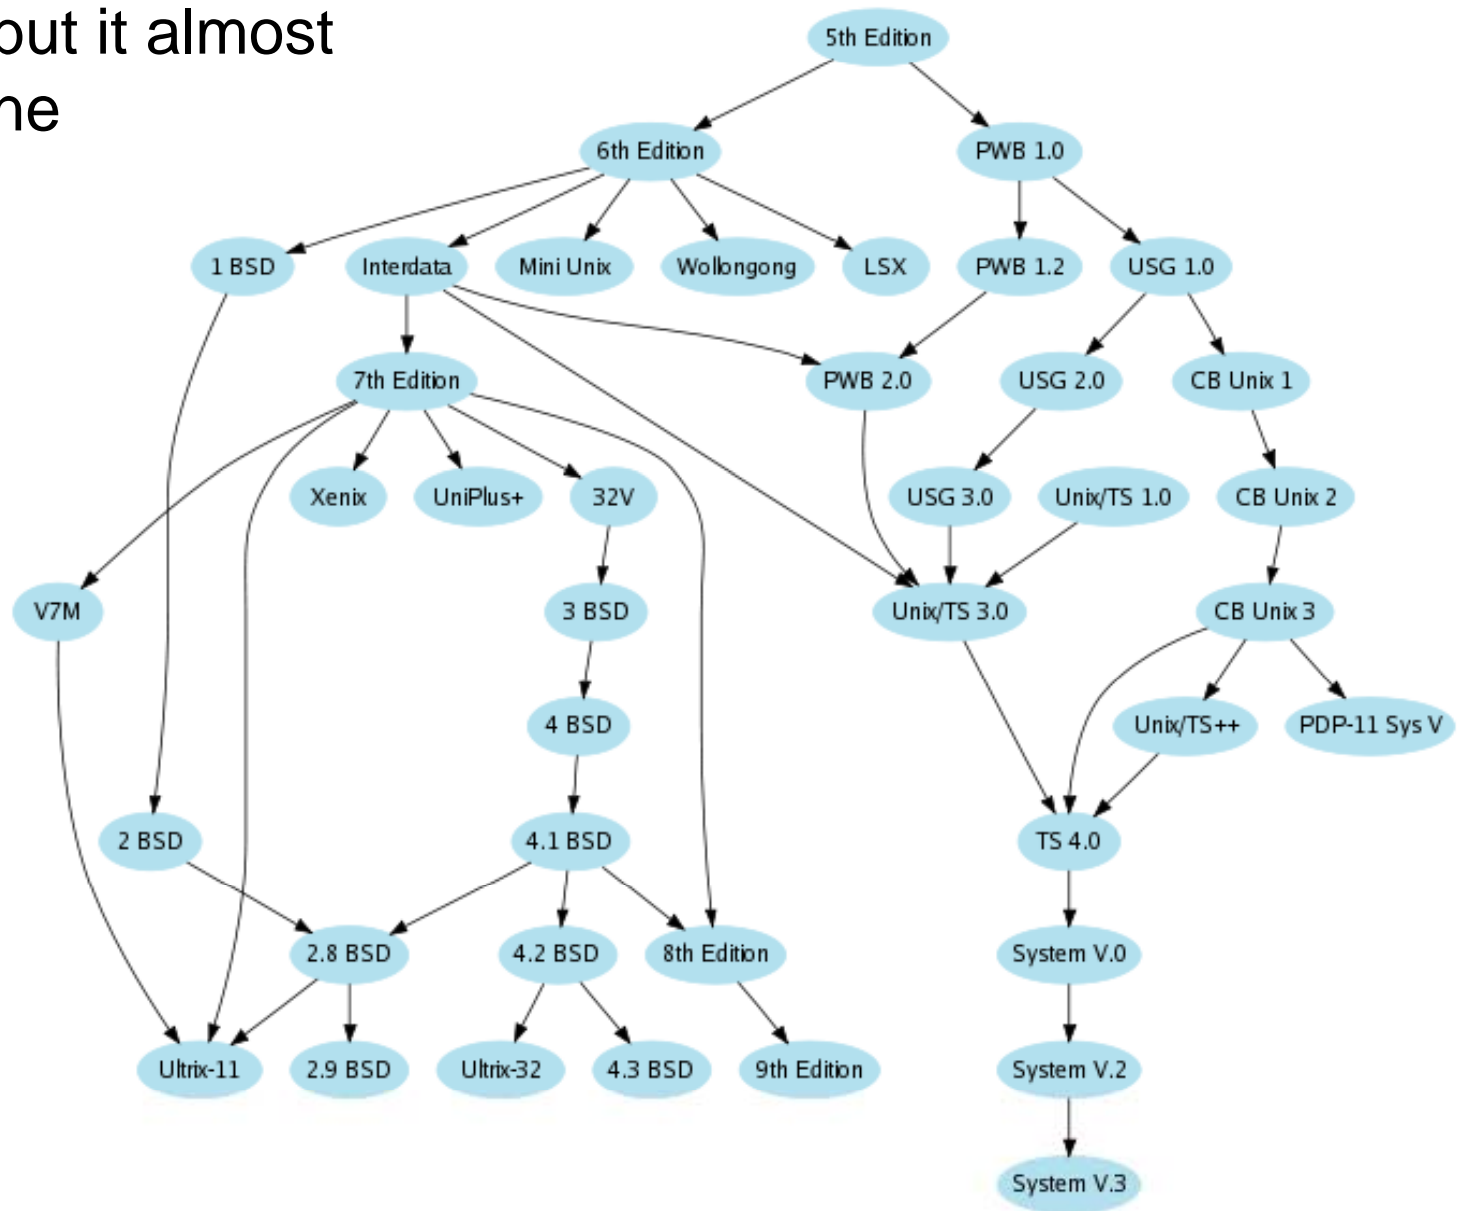 but it almost
ne
5th Edition
6th Edition
PWB 1.0
1 BSD
Interdata
Mini Unix
Wollongong
LSX
PWB 1.2
USG 1.0
7th Edition
PWB 2.0
USG 2.0
CB Unix 1
Xenix
UniPlus+
32V
USG 3.0
Unix/TS 1.0
CB Unix 2
V7M
3 BSD
Unix/TS 3.0
CB Unix 3
4 BSD
Unix/TS++
PDP-11 Sys V
2 BSD
4.1 BSD
TS 4.0
2.8 BSD
4.2 BSD
8th Edition
System V.0
Ultrix-11
2.9 BSD
Ultrix-32
4.3 BSD
9th Edition
System V.2
System V.3